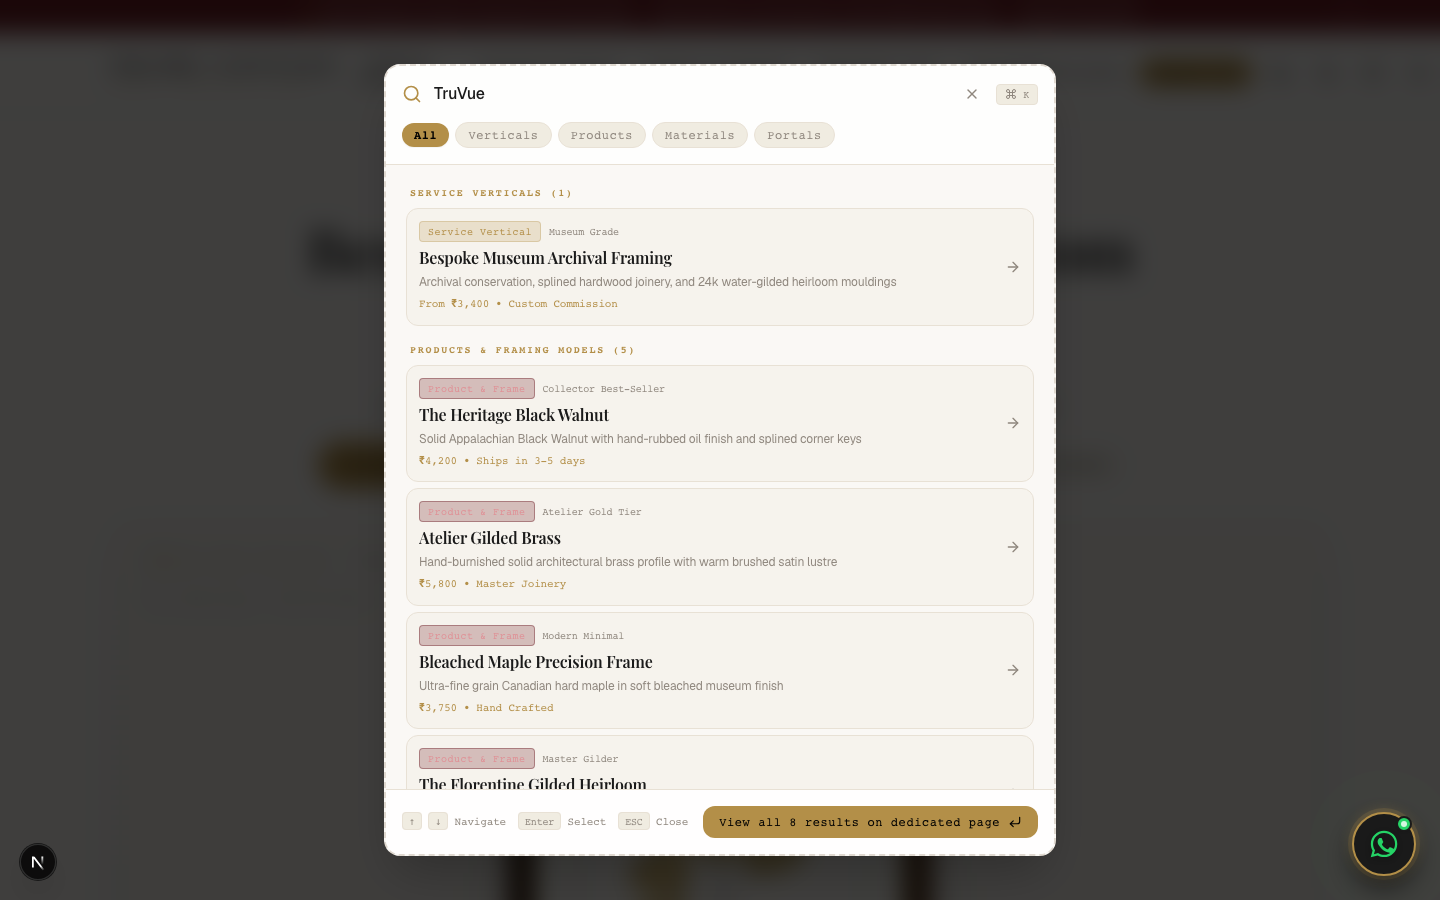 TruVue
⌘ K
All
Verticals
Products
Materials
Portals
SERVICE VERTICALS (1)
Service Vertical Museum Grade
Bespoke Museum Archival Framing
Archival conservation, splined hardwood joinery, and 24k water-gilded heirloom mouldings
From ₹3,400 • Custom Commission
PRODUCTS & FRAMING MODELS (5)
Product & Frame Collector Best-Seller
The Heritage Black Walnut
Solid Appalachian Black Walnut with hand-rubbed oil finish and splined corner keys
₹4,200 • Ships in 3-5 days
Product & Frame Atelier Gold Tier
Atelier Gilded Brass
Hand-burnished solid architectural brass profile with warm brushed satin lustre
₹5,800 • Master Joinery
Product & Frame Modern Minimal
Bleached Maple Precision Frame
Ultra-fine grain Canadian hard maple in soft bleached museum finish
₹3,750 • Hand Crafted
Product & Frame Master Gilder
The Florentine Gilded Heirloom
↑ ↓ Navigate Enter Select ESC Close
View all 8 results on dedicated page
N